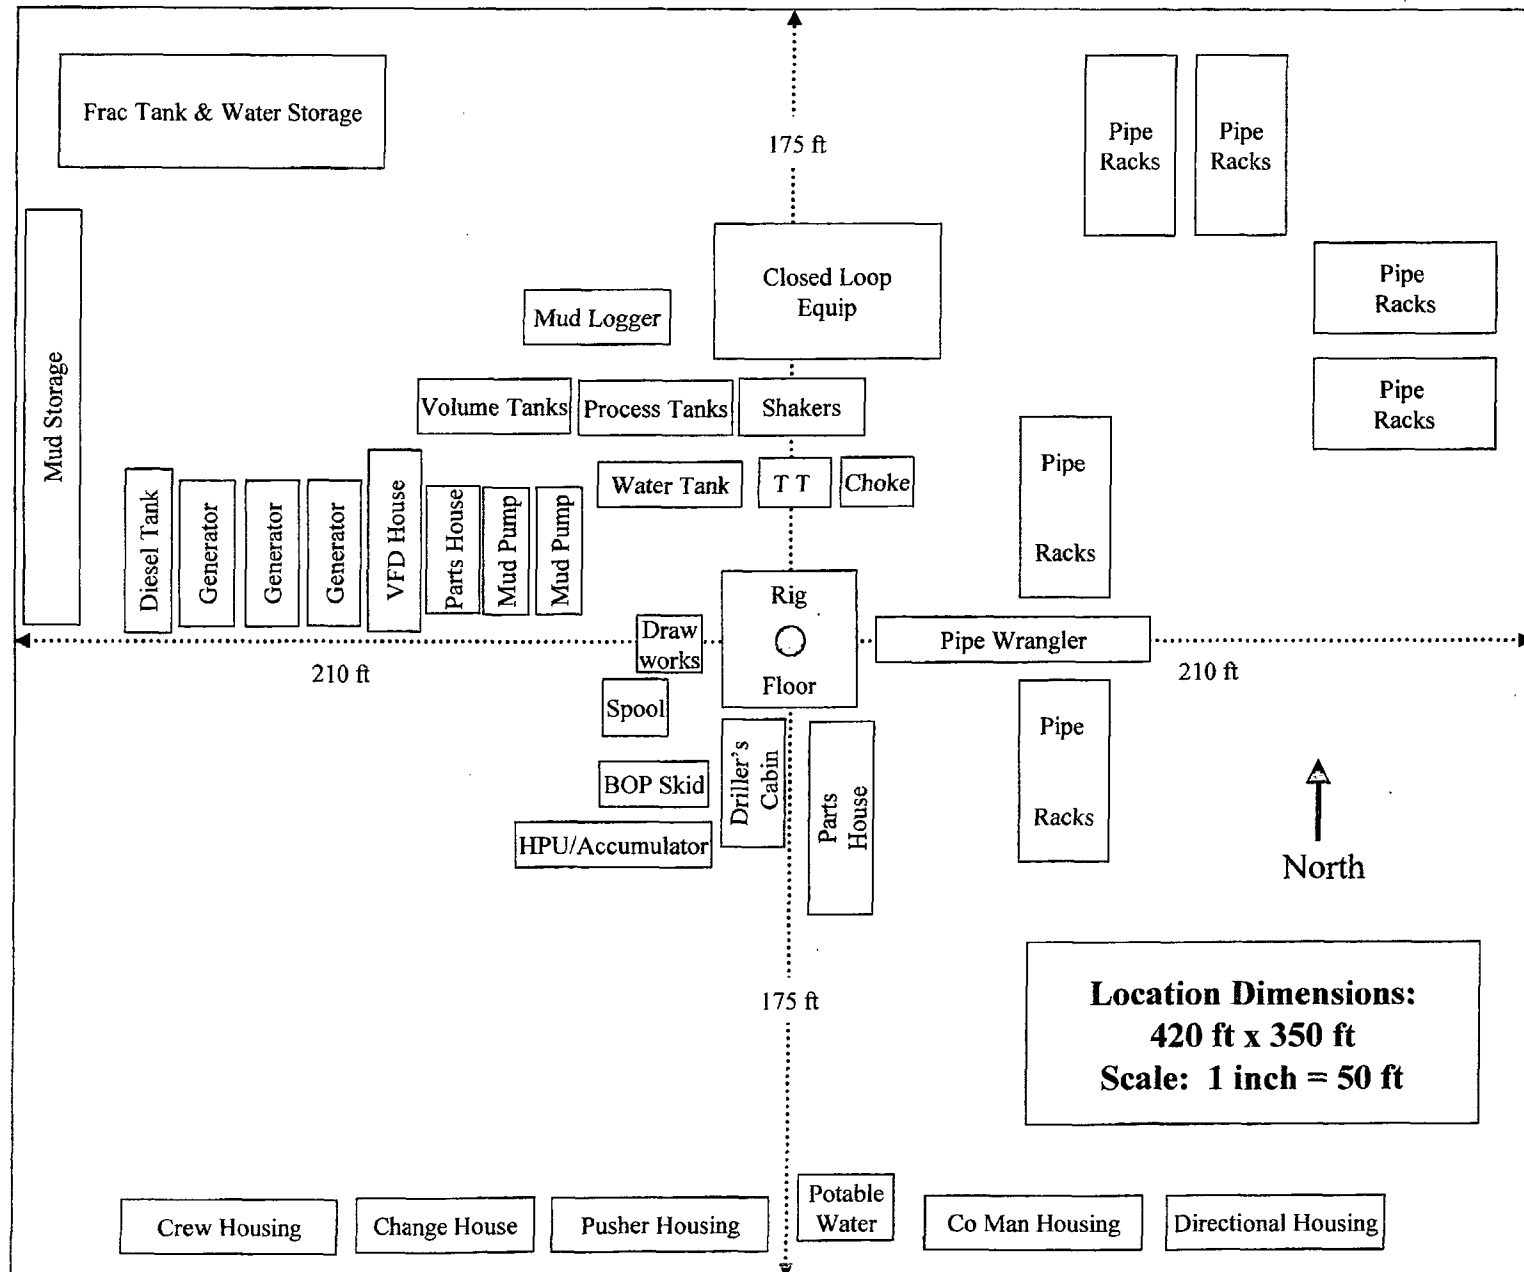 Frac Tank & Water Storage
175 ft
Pipe
Racks
Pipe
Racks
Closed Loop
Equip
Pipe
Racks
Mud Logger
Mud Storage
Volume Tanks
Process Tanks
Shakers
Pipe
Racks
Water Tank
T T
Choke
Pipe
Racks
Diesel Tank
Generator
Generator
Generator
VFD House
Parts House
Mud Pump
Mud Pump
Rig
Floor
Draw
works
Pipe Wrangler
210 ft
210 ft
Spool
Pipe
Racks
BOP Skid
Driller's
Cabin
Parts
House
HPU/Accumulator
North
Location Dimensions:
420 ft x 350 ft
Scale: 1 inch = 50 ft
175 ft
Crew Housing
Change House
Pusher Housing
Potable
Water
Co Man Housing
Directional Housing